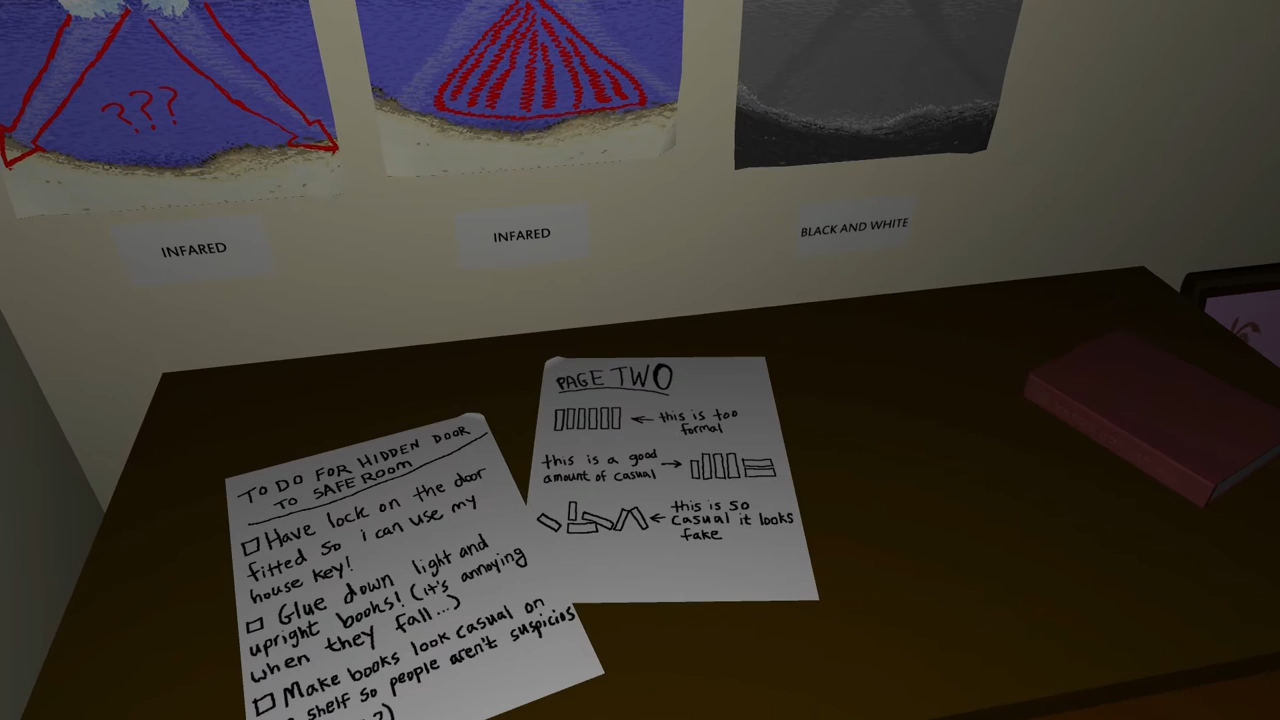 ???
INFARED
INFARED
BLACK AND WHITE
TO DO FOR HIDDEN DOOR
TO SAFE ROOM
Have lock on the door
fitted so i can use my
house key!
Glue down light and
upright books! (it's annoying
when they fall...)
Make books look casual on
shelf so people aren't suspicios
PAGE TWO
this is too
formal
this is a good
amount of casual
this is so
casual it looks
fake